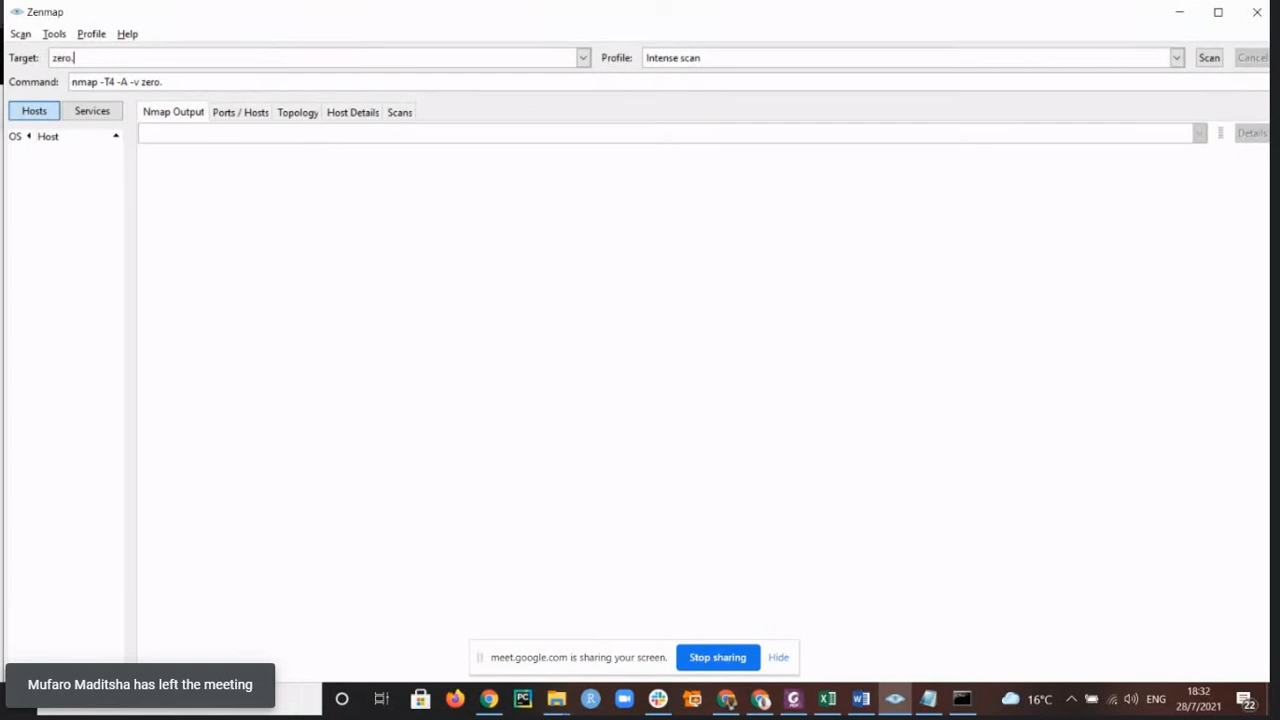 Zenmap
Scan Tools Profile Help
Target: zero. Profile: Intense scan Scan Cancel
Command: nmap -T4 -A -v zero.
Hosts Services Nmap Output Ports / Hosts Topology Host Details Scans
OS Host Details
meet.google.com is sharing your screen. Stop sharing Hide
Mufaro Maditsha has left the meeting
PC R 16°C ENG 18:32
28/7/2021 22